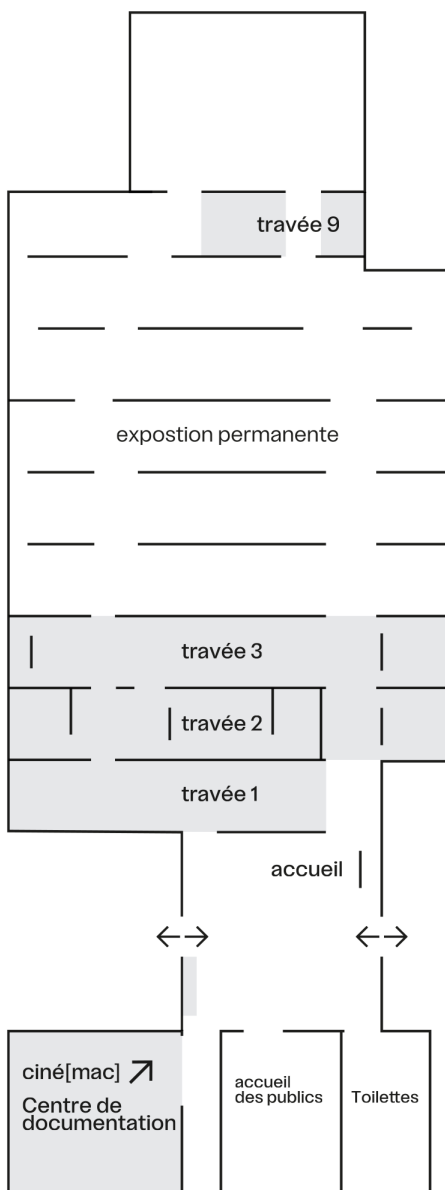 travée 9
expostion permanente
travée 3
travée 2
travée 1
accueil
ciné[mac]
Centre de
documentation
accueil
des publics
Toilettes